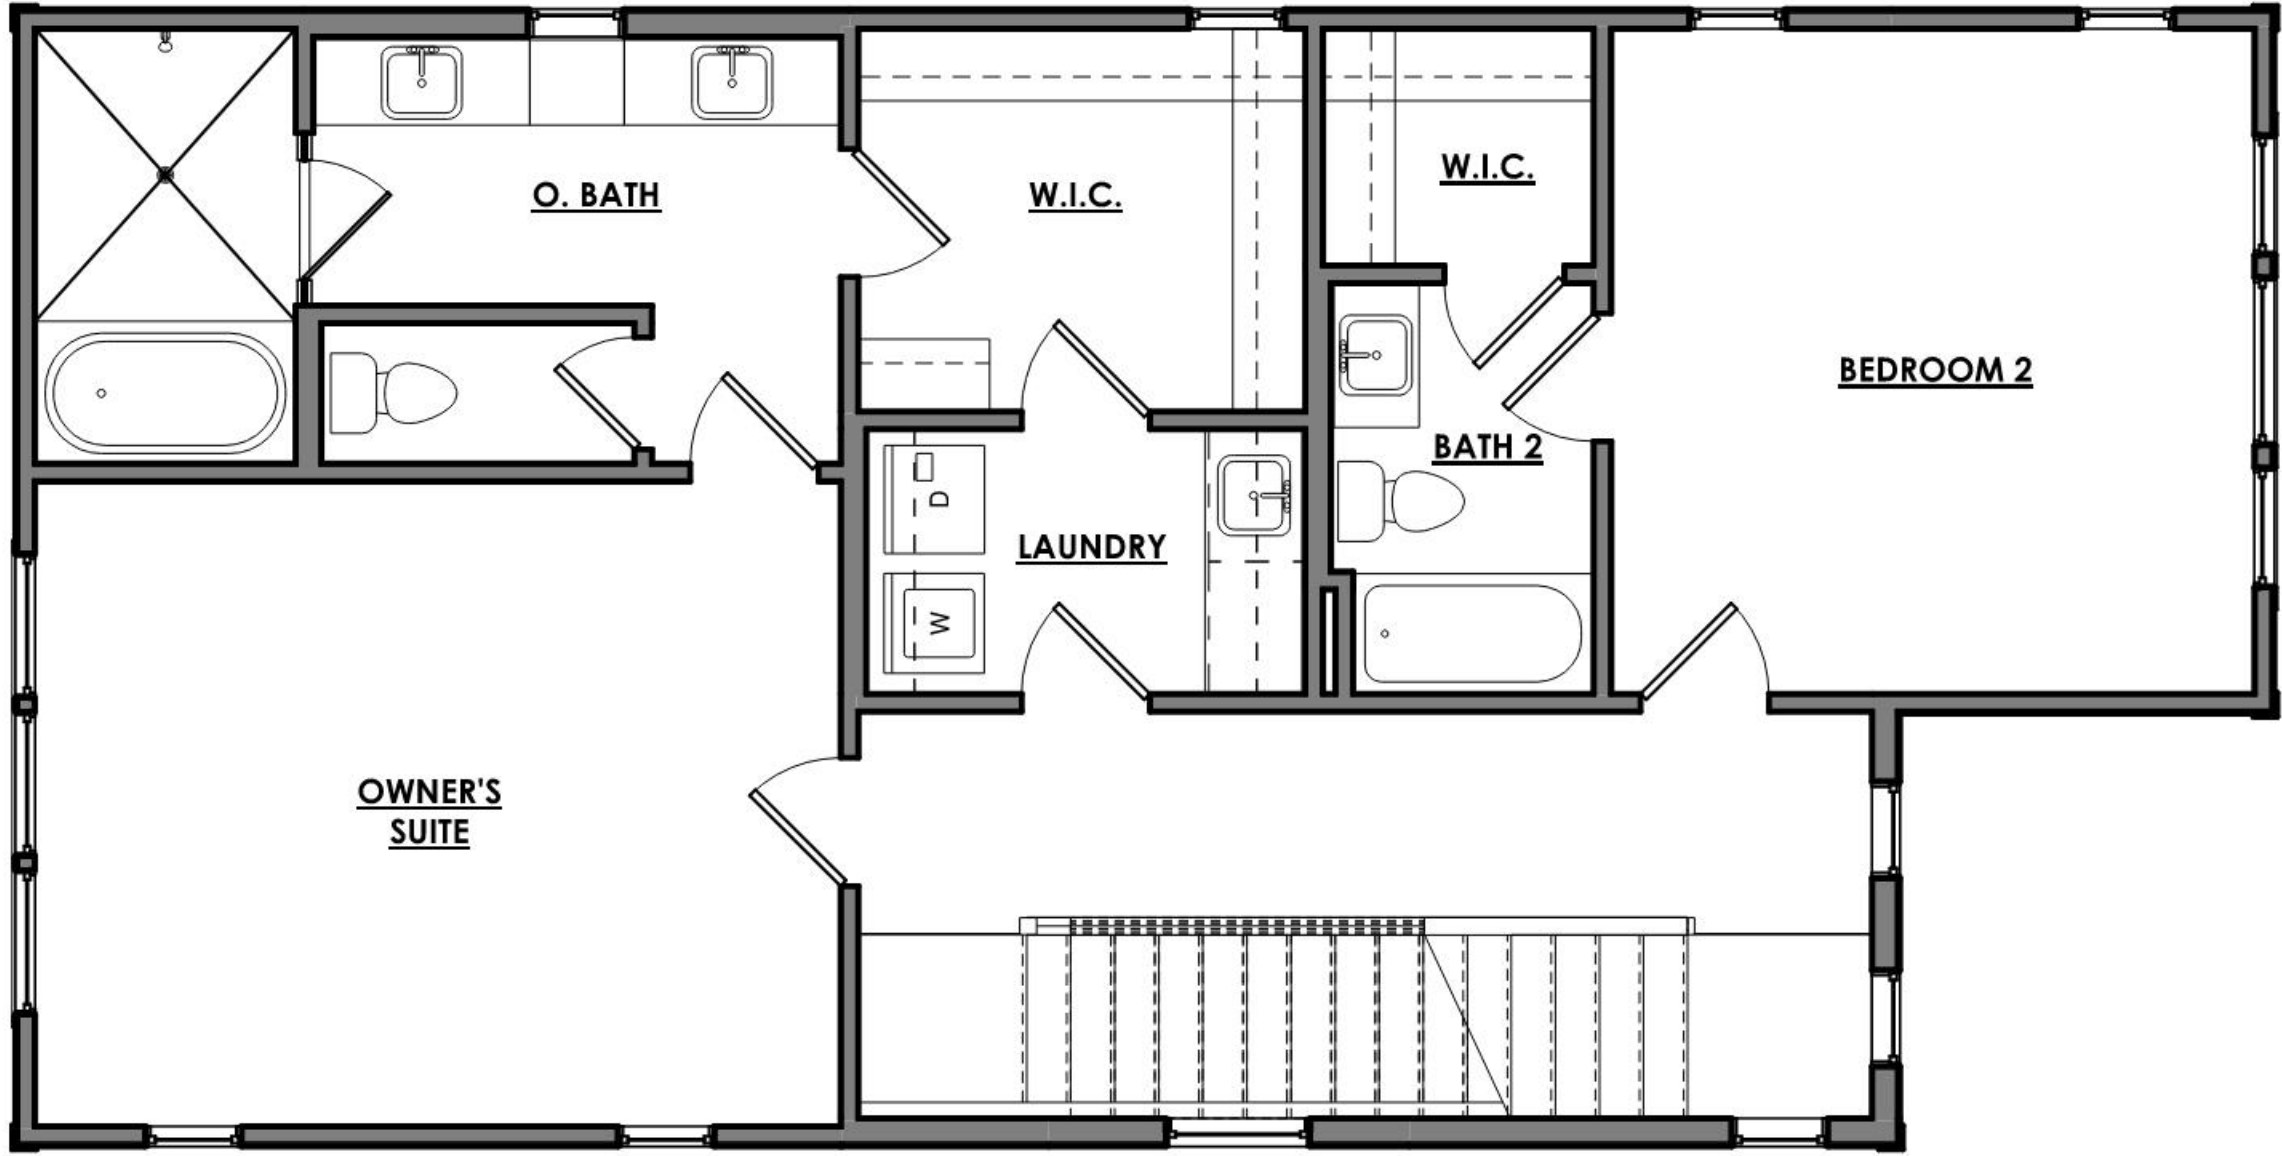 W.I.C.
O. BATH
W.I.C.
BEDROOM 2
BATH 2
D
LAUNDRY
W
OWNER'S
SUITE